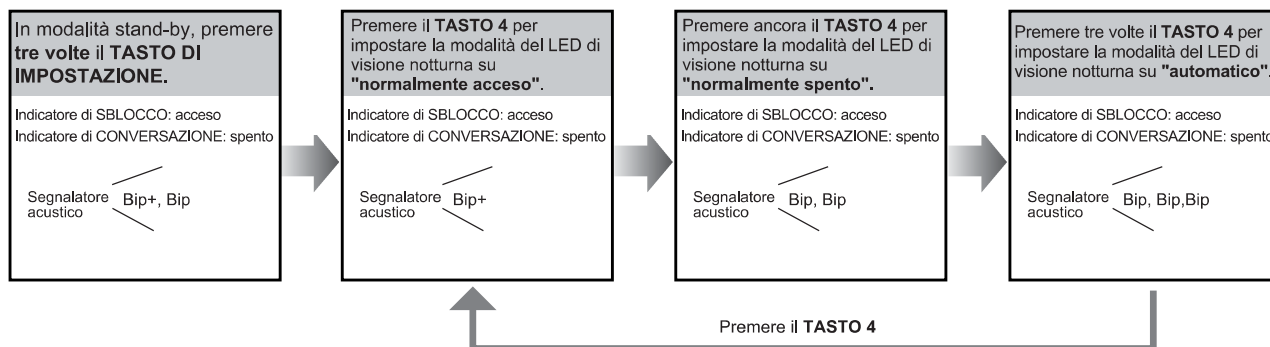 In modalità stand-by, premere
tre volte il TASTO DI
IMPOSTAZIONE.
Indicatore di SBLOCCO: acceso
Indicatore di CONVERSAZIONE: spento
Segnalatore
acustico
Bip+, Bip
Premere il TASTO 4 per
impostare la modalità del LED di
visione notturna su
"normalmente acceso".
Indicatore di SBLOCCO: acceso
Indicatore di CONVERSAZIONE: spento
Segnalatore
acustico
Bip+
Premere ancora il TASTO 4 per
impostare la modalità del LED di
visione notturna su
"normalmente spento".
Indicatore di SBLOCCO: acceso
Indicatore di CONVERSAZIONE: spento
Segnalatore
acustico
Bip, Bip
Premere tre volte il TASTO 4 per
impostare la modalità del LED di
visione notturna su "automatico".
Indicatore di SBLOCCO: acceso
Indicatore di CONVERSAZIONE: spento
Segnalatore
acustico
Bip, Bip,Bip
Premere il TASTO 4